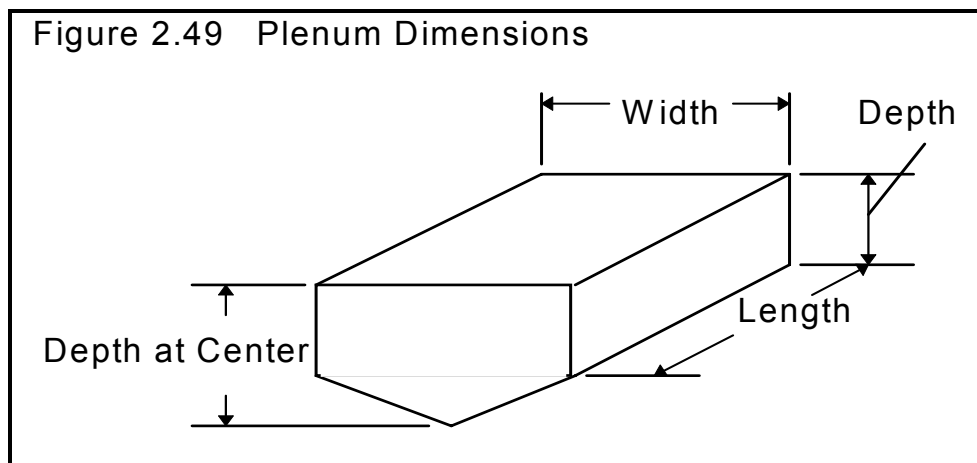 Figure 2.49 Plenum Dimensions
Width
Depth
Length
Depth at Center